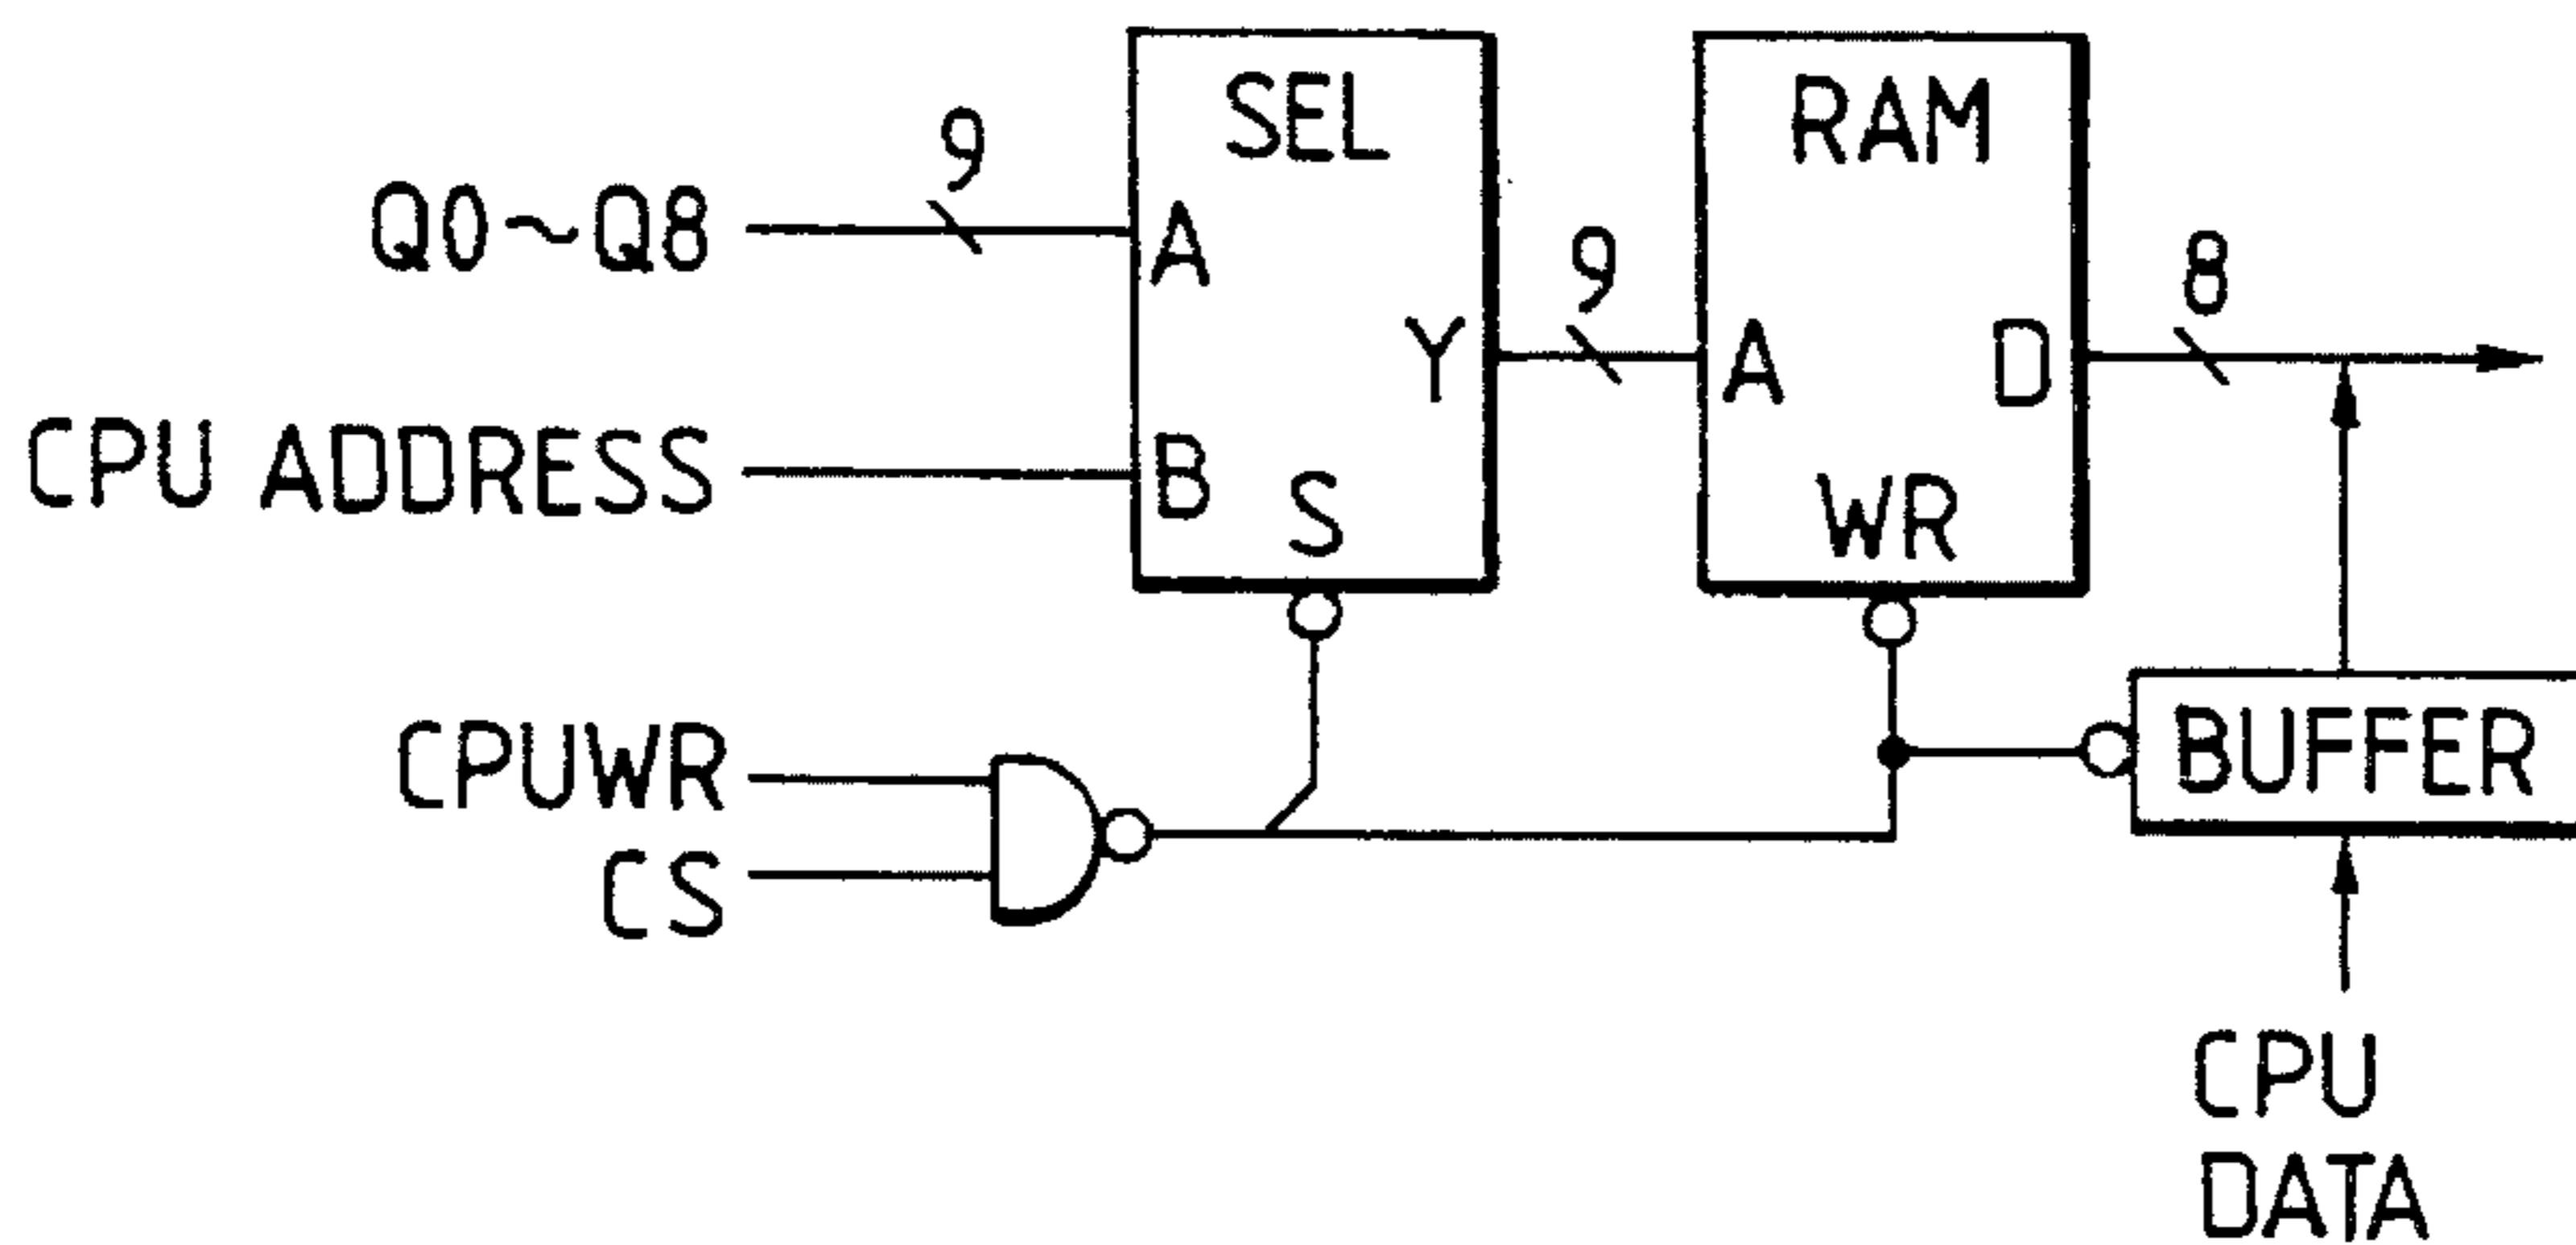 SEL
RAM
9
Q0~Q8
A
9
8
Y
A
D
CPU ADDRESS
B
S
WR
CPUWR
BUFFER
CS
CPU
DATA